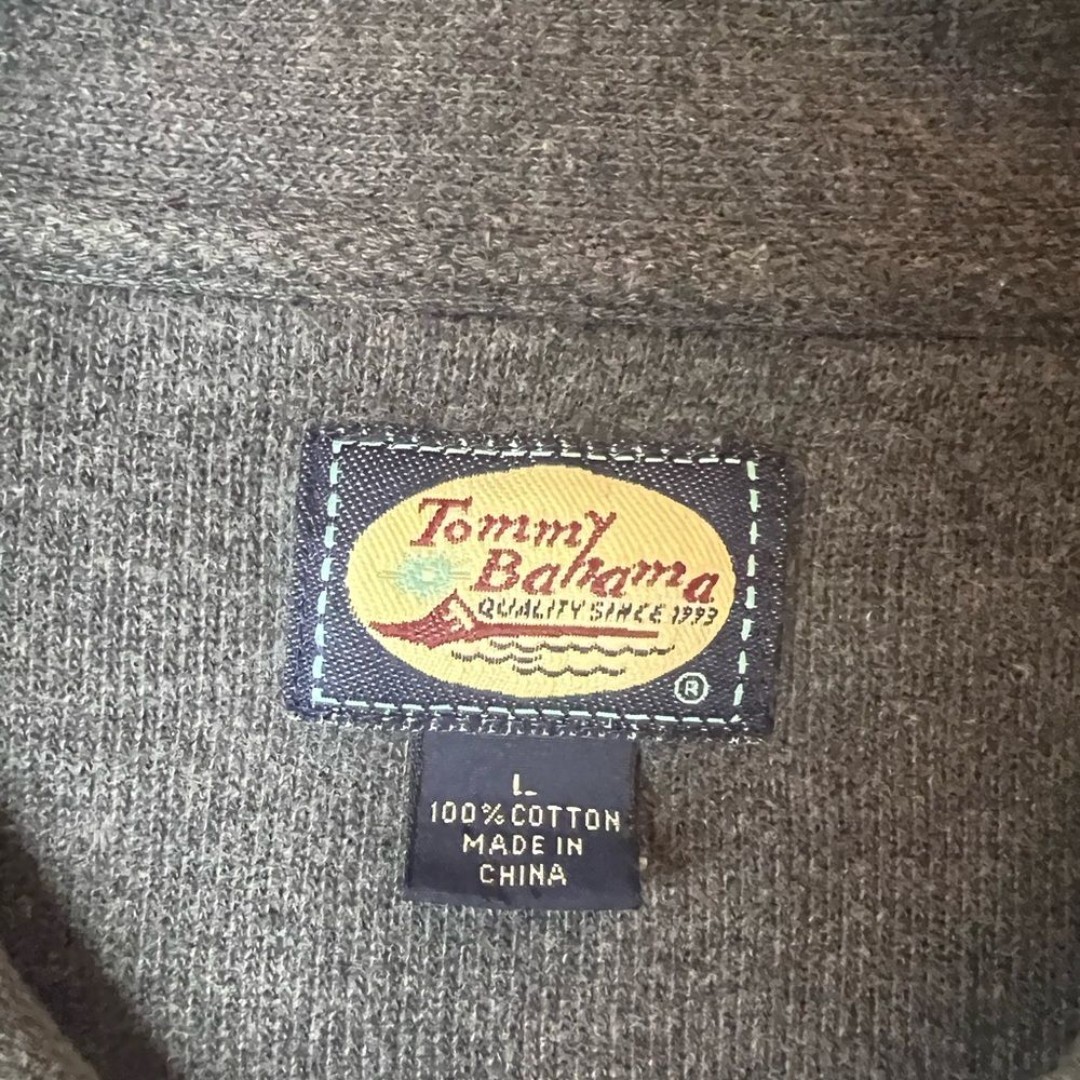 Tommy
Bahama
QUALITY SINCE 1993
®
L
100% COTTON
MADE IN
CHINA